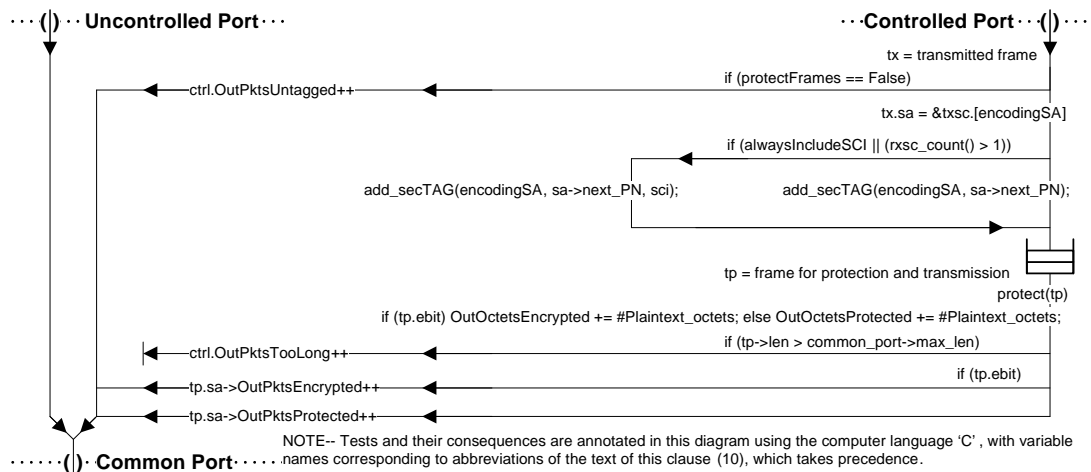 Uncontrolled Port
Controlled Port
tx = transmitted frame
if (protectFrames == False)
ctrl.OutPktsUntagged++
tx.sa = &txsc.[encodingSA]
if (alwaysIncludeSCI || (rxsc_count() > 1))
add_secTAG(encodingSA, sa->next_PN, sci);
add_secTAG(encodingSA, sa->next_PN);
tp = frame for protection and transmission
protect(tp)
if (tp.ebit) OutOctetsEncrypted += #Plaintext_octets; else OutOctetsProtected += #Plaintext_octets;
if (tp->len > common_port->max_len)
ctrl.OutPktsTooLong++
if (tp.ebit)
tp.sa->OutPktsEncrypted++
tp.sa->OutPktsProtected++
Common Port
NOTE-- Tests and their consequences are annotated in this diagram using the computer language 'C' , with variable
names corresponding to abbreviations of the text of this clause (10), which takes precedence.